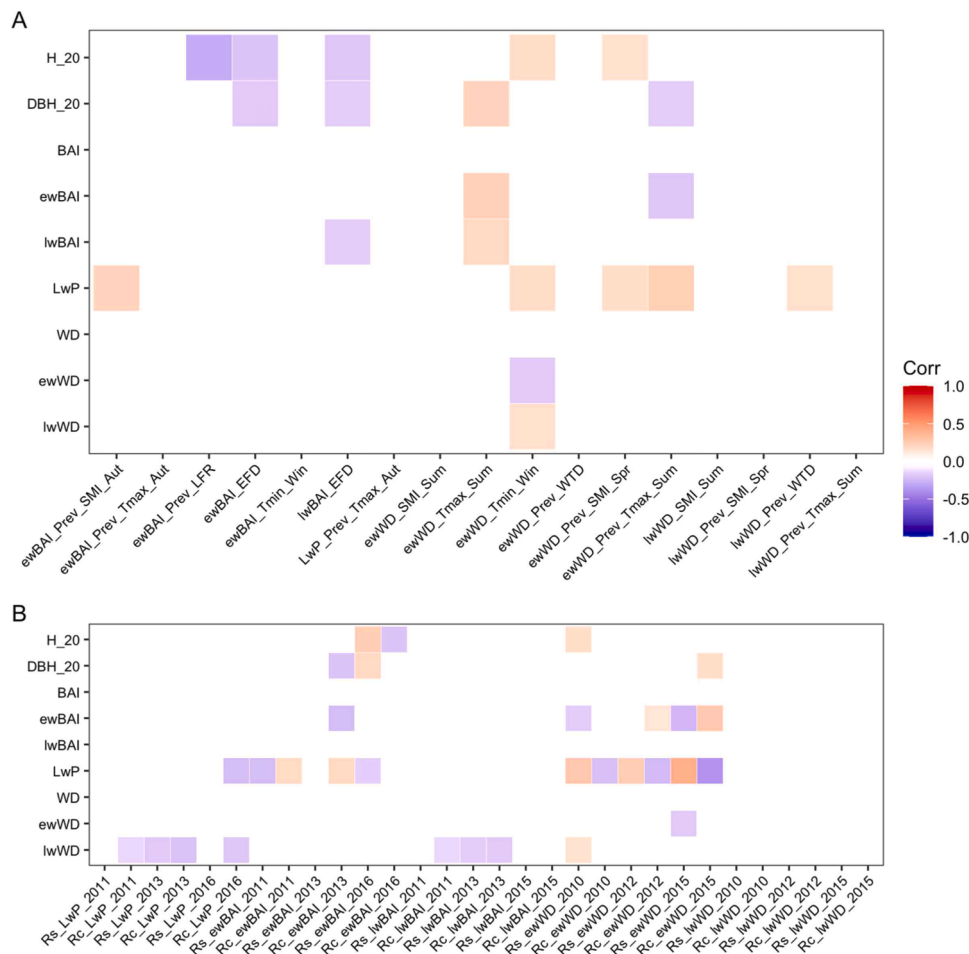 A
H_20
DBH_20
BAI
ewBAI
lwBAI
LwP
WD
ewWD
lwWD
ewBAI_Prev_SMI_Aut
ewBAI_Prev_Tmax_Aut
ewBAI_Prev_LFR
ewBAI_EFD
ewBAI_Tmin_Win
lwBAI_EFD
LwP_Prev_Tmax_Aut
ewWD_SMI_Sum
ewWD_Tmax_Sum
ewWD_Tmin_Win
ewWD_Prev_WTD
ewWD_Prev_SMI_Spr
ewWD_Prev_Tmax_Sum
lwWD_SMI_Sum
lwWD_Prev_SMI_Spr
lwWD_Prev_WTD
lwWD_Prev_Tmax_Sum
Corr
1.0
0.5
0.0
-0.5
-1.0
B
H_20
DBH_20
BAI
ewBAI
lwBAI
LwP
WD
ewWD
lwWD
Rs_LwP_2011
Rc_LwP_2011
Rs_LwP_2013
Rc_LwP_2013
Rs_LwP_2016
Rc_LwP_2016
Rs_ewBAI_2011
Rc_ewBAI_2011
Rs_ewBAI_2013
Rc_ewBAI_2013
Rs_ewBAI_2016
Rc_ewBAI_2016
Rs_lwBAI_2011
Rc_lwBAI_2011
Rs_lwBAI_2013
Rc_lwBAI_2013
Rs_lwBAI_2015
Rc_lwBAI_2015
Rs_ewWD_2010
Rc_ewWD_2010
Rs_ewWD_2012
Rc_ewWD_2012
Rs_ewWD_2015
Rc_ewWD_2015
Rs_lwWD_2010
Rc_lwWD_2010
Rs_lwWD_2012
Rc_lwWD_2012
Rs_lwWD_2015
Rc_lwWD_2015